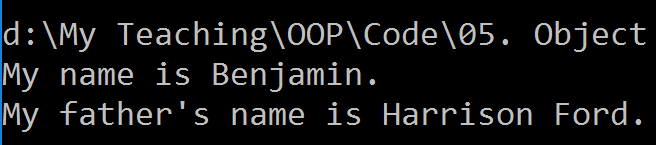 d:\My Teaching\OOP\Code\05. Object
My name is Benjamin.
My father's name is Harrison Ford.